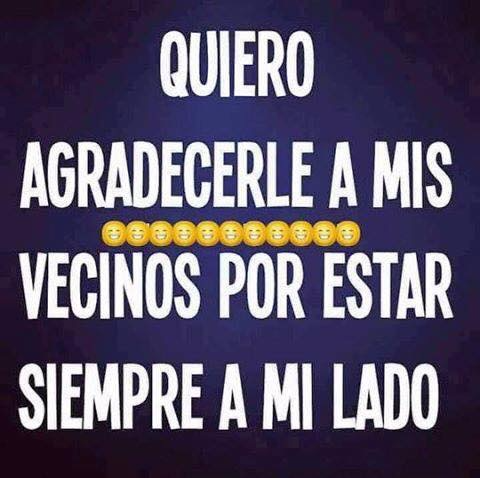 QUIERO
AGRADECERLE A MIS
😁😁😁😁😁😁😁😁😁😁😁
VECINOS POR ESTAR
SIEMPRE A MI LADO